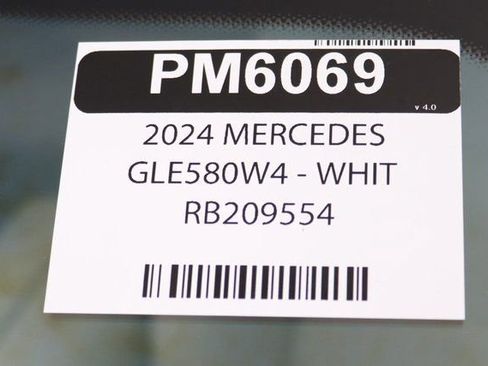 PM6069
v 4.0
2024 MERCEDES
GLE580W4 - WHIT
RB209554